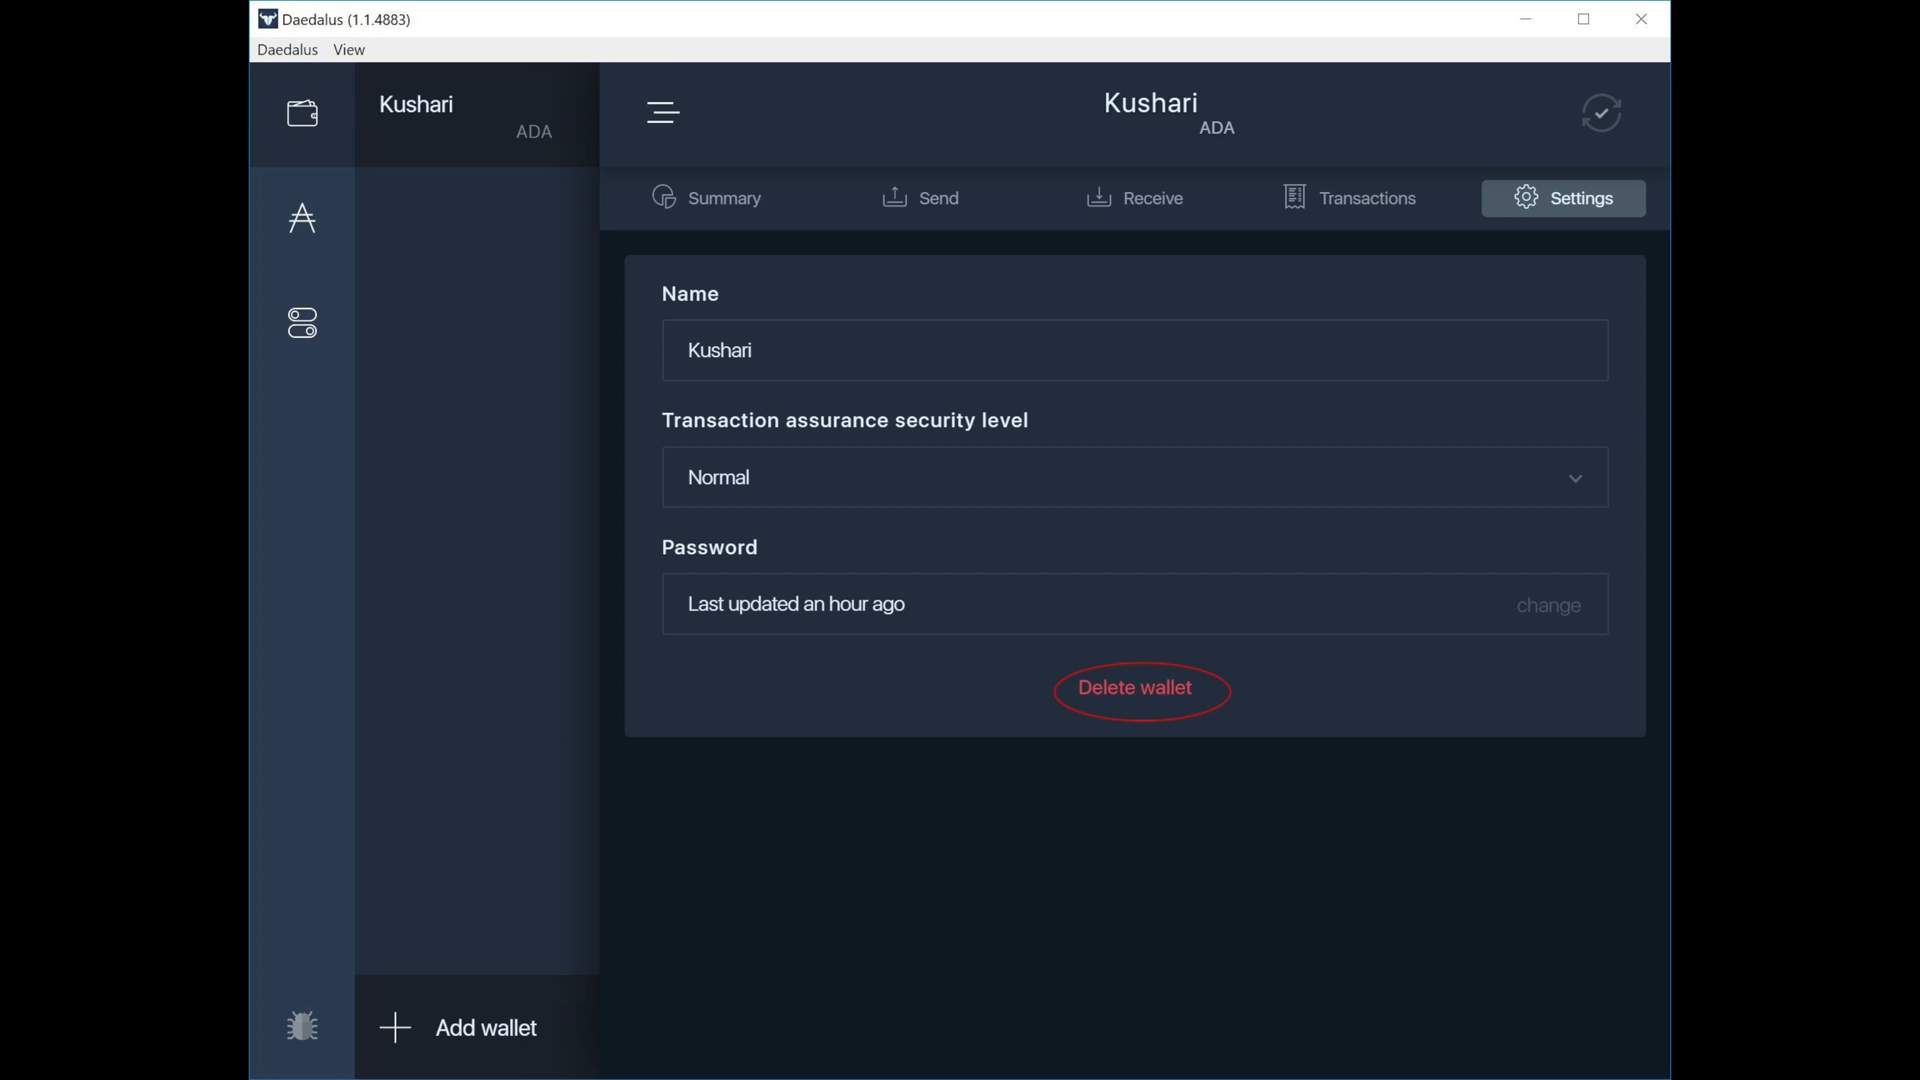 Daedalus (1.1.4883)
Daedalus View
Kushari
ADA
Kushari
ADA
Summary
Send
Receive
Transactions
Settings
Name
Kushari
Transaction assurance security level
Normal
Password
Last updated an hour ago
change
Delete wallet
Add wallet